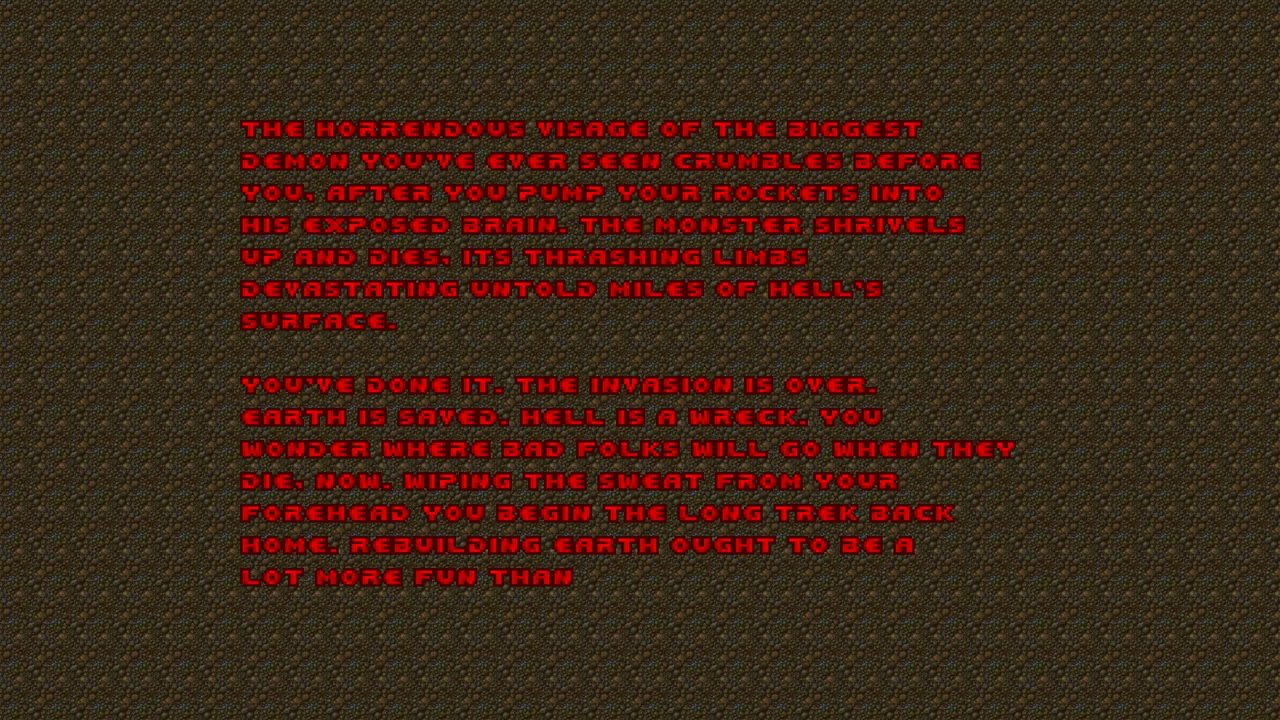 THE HORRENDOUS VISAGE OF THE BIGGEST
DEMON YOU'VE EVER SEEN CRUMBLES BEFORE
YOU, AFTER YOU PUMP YOUR ROCKETS INTO
HIS EXPOSED BRAIN. THE MONSTER SHRIVELS
UP AND DIES, ITS THRASHING LIMBS
DEVASTATING UNTOLD MILES OF HELL'S
SURFACE.

YOU'VE DONE IT. THE INVASION IS OVER.
EARTH IS SAVED. HELL IS A WRECK. YOU
WONDER WHERE BAD FOLKS WILL GO WHEN THEY
DIE, NOW. WIPING THE SWEAT FROM YOUR
FOREHEAD YOU BEGIN THE LONG TREK BACK
HOME. REBUILDING EARTH OUGHT TO BE A
LOT MORE FUN THAN